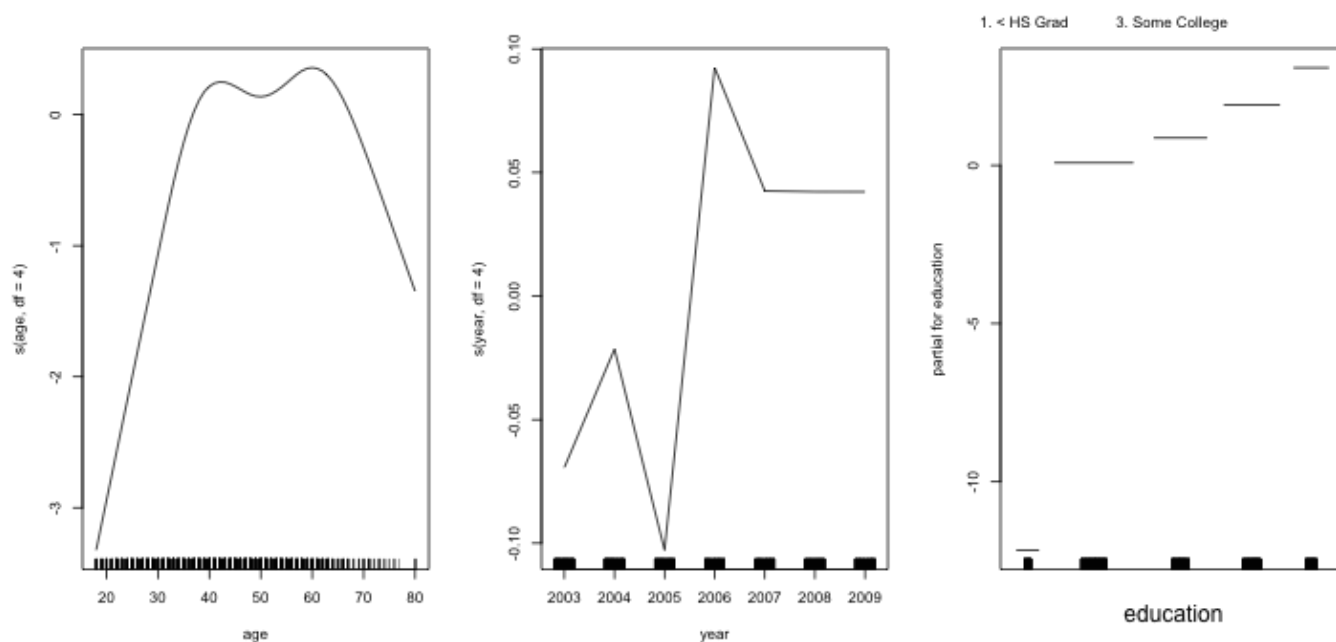 1. < HS Grad 3. Some College
0
-1
-2
-3
s(age, df = 4)
20 30 40 50 60 70 80
age
0.10
0.05
0.00
-0.05
-0.10
s(year, df = 4)
2003 2004 2005 2006 2007 2008 2009
year
0
-5
-10
partial for education
education